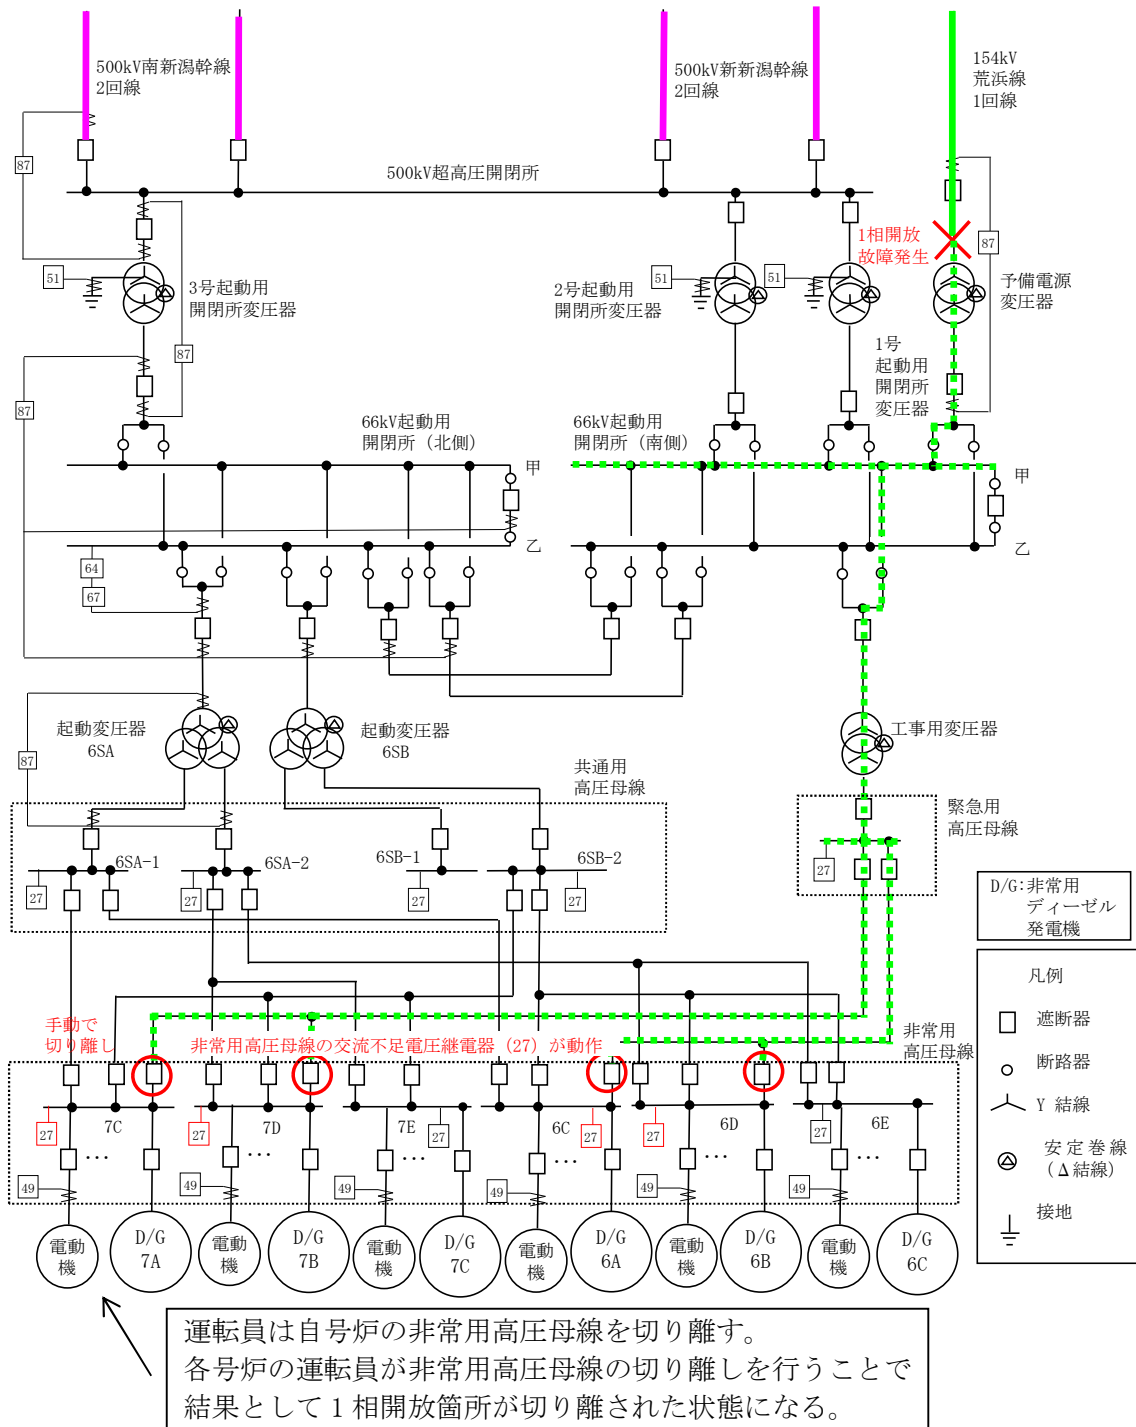 500kV南新潟幹線
2回線
500kV新新潟幹線
2回線
154kV
荒浜線
1回線
87
500kV超高圧開閉所
1相開放
故障発生
87
51
51
51
3号起動用
開閉所変圧器
2号起動用
開閉所変圧器
予備電源
変圧器
87
1号
起動用
開閉所
変圧器
87
66kV起動用
開閉所（北側）
66kV起動用
開閉所（南側）
甲
甲
乙
乙
64
67
起動変圧器
6SA
起動変圧器
6SB
工事用変圧器
87
共通用
高圧母線
緊急用
高圧母線
6SA-1
6SA-2
6SB-1
6SB-2
27
27
27
27
27
D/G:非常用
ディーゼル
発電機
凡例
遮断器
断路器
Y 結線
安定巻線
(Δ結線)
接地
手動で
切り離し
非常用高圧母線の交流不足電圧継電器（27）が動作
非常用
高圧母線
7C
7D
7E
6C
6D
6E
27
27
27
27
27
27
...
...
...
...
...
...
49
49
49
49
49
49
電動
機
D/G
7A
電動
機
D/G
7B
電動
機
D/G
7C
電動
機
D/G
6A
電動
機
D/G
6B
電動
機
D/G
6C
運転員は自号炉の非常用高圧母線を切り離す。
各号炉の運転員が非常用高圧母線の切り離しを行うことで
結果として１相開放箇所が切り離された状態になる。